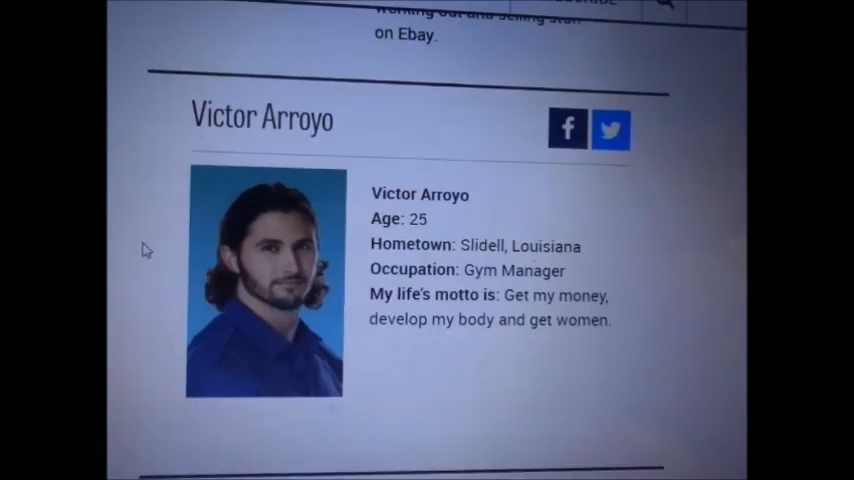 on Ebay.
Victor Arroyo
Victor Arroyo
Age: 25
Hometown: Slidell, Louisiana
Occupation: Gym Manager
My life's motto is: Get my money,
develop my body and get women.